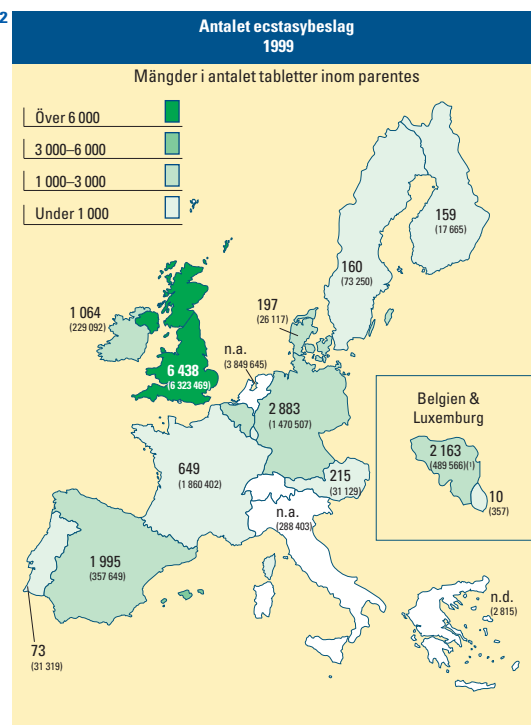 2
Antalet ecstasybeslag
1999
Mängder i antalet tabletter inom parentes
Över 6 000
3 000–6 000
1 000–3 000
Under 1 000
159
(17 665)
160
(73 250)
197
(26 117)
1 064
(229 092)
n.a.
(3 849 645)
6 438
(6 323 469)
2 883
(1 470 507)
Belgien &
Luxemburg
2 163
(489 566)(¹)
10
(357)
649
(1 860 402)
215
(31 129)
n.a.
(288 403)
1 995
(357 649)
n.d.
(2 815)
73
(31 319)